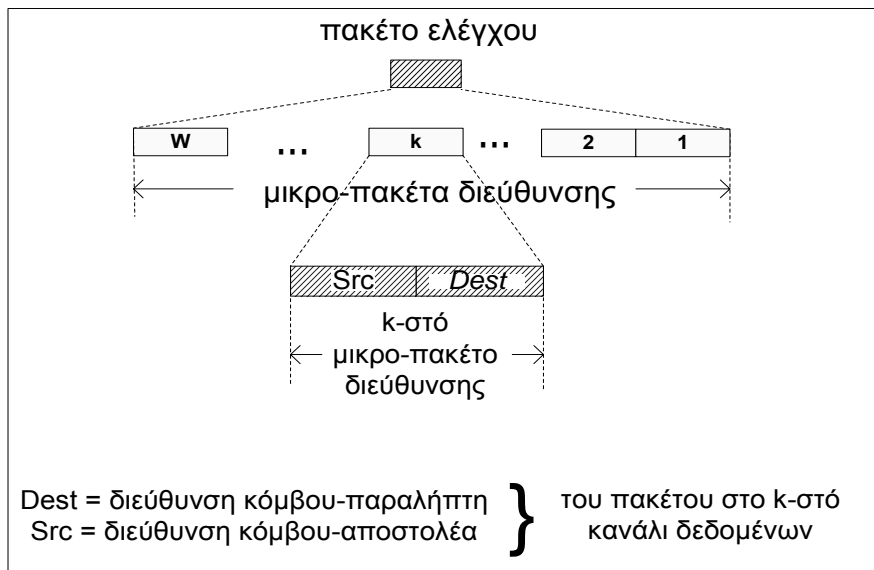 πακέτο ελέγχου
W ... k ... 2 1
μικρο-πακέτα διεύθυνσης
Src Dest
k-στό
μικρο-πακέτο
διεύθυνσης
Dest = διεύθυνση κόμβου-παραλήπτη
Src = διεύθυνση κόμβου-αποστολέα
}
του πακέτου στο k-στό
κανάλι δεδομένων